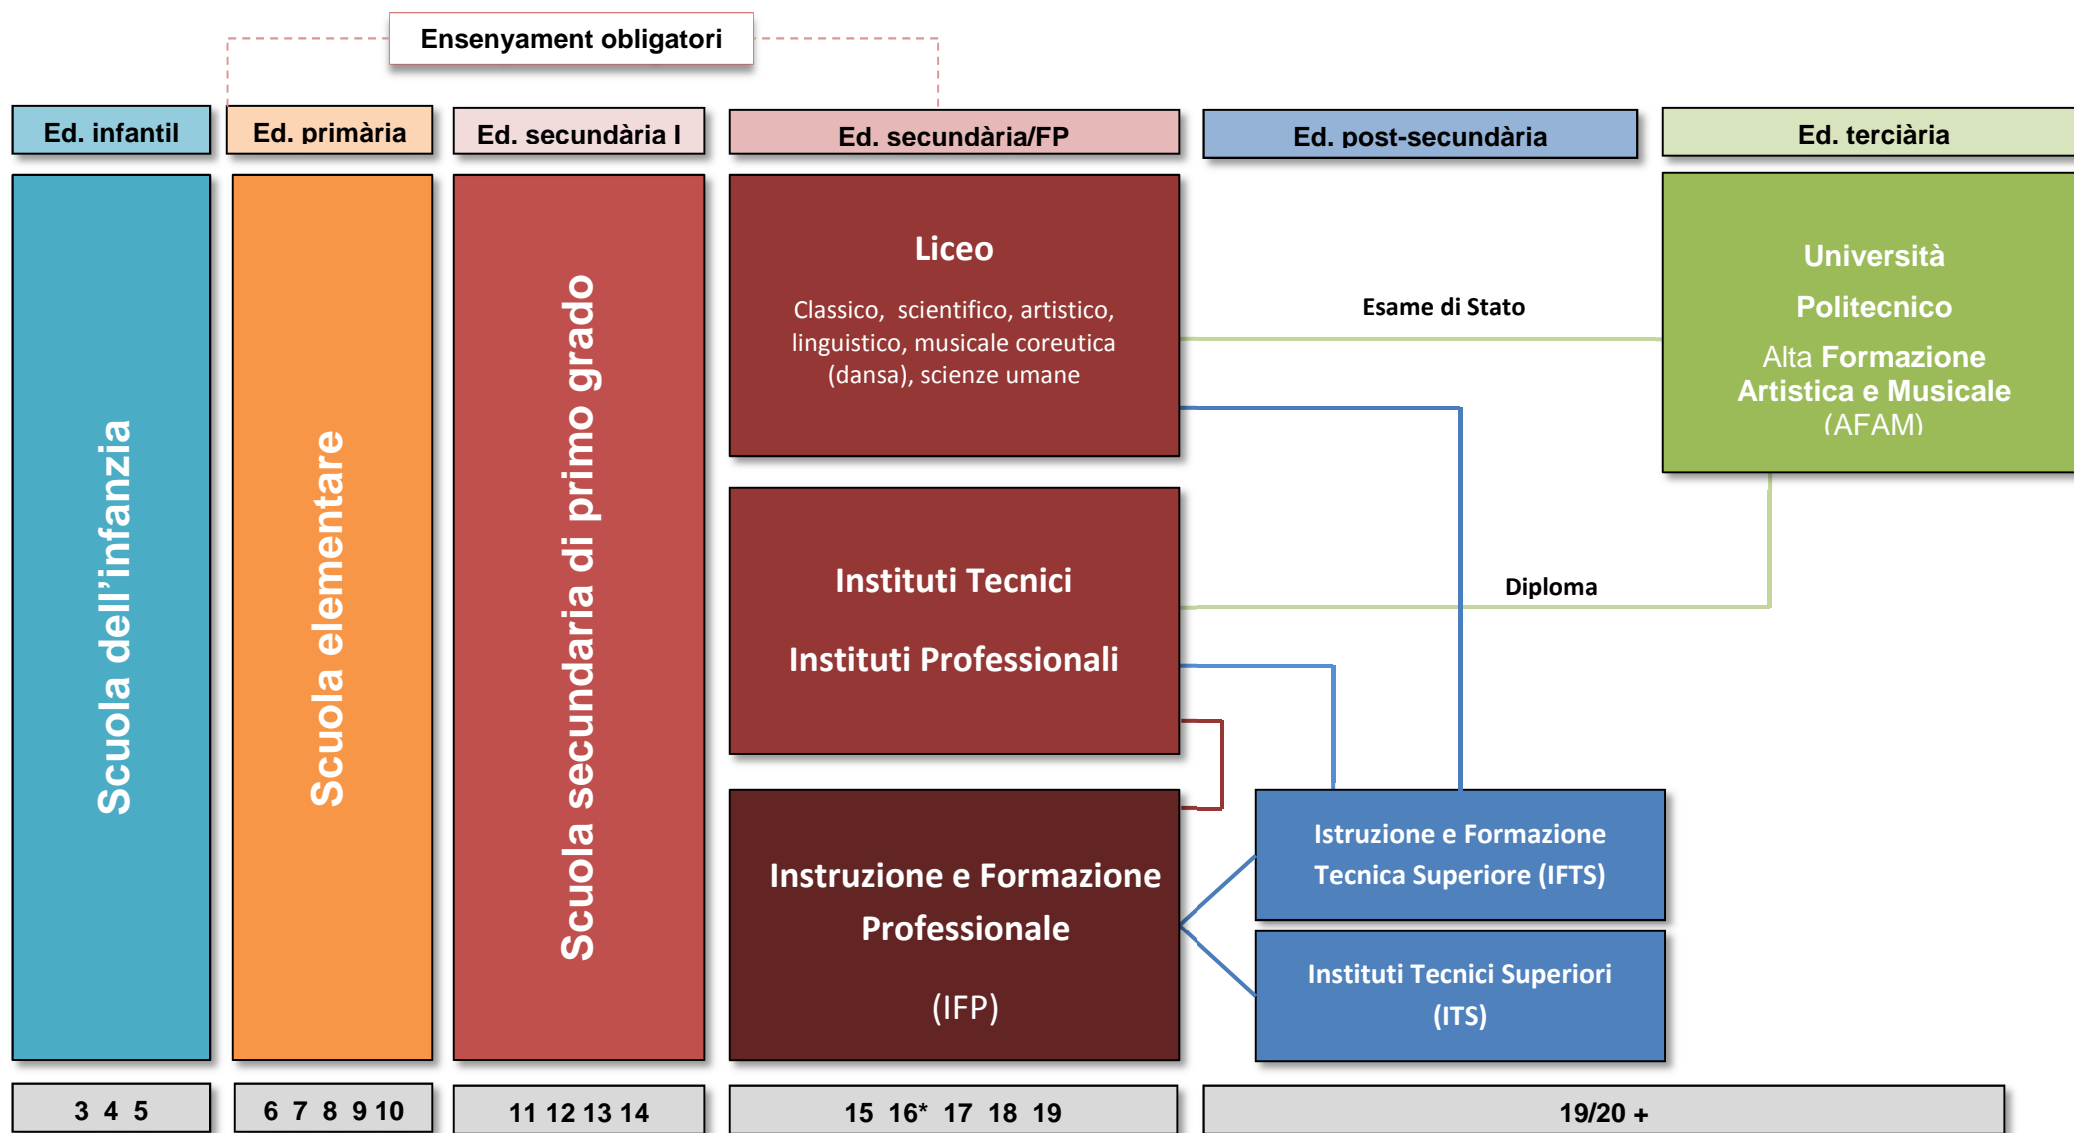 Ensenyament obligatori
Ed. infantil
Ed. primària
Ed. secundària I
Ed. secundària/FP
Ed. post-secundària
Ed. terciària
Scuola dell'infanzia
Scuola elementare
Scuola secundaria di primo grado
Liceo
Classico, scientifico, artistico,
linguistico, musicale coreutica
(dansa), scienze umane
Esame di Stato
Università
Politecnico
Alta Formazione
Artistica e Musicale
(AFAM)
Instituti Tecnici
Instituti Professionali
Diploma
Instruzione e Formazione
Professionale
(IFP)
Istruzione e Formazione
Tecnica Superiore (IFTS)
Instituti Tecnici Superiori
(ITS)
3 4 5
6 7 8 9 10
11 12 13 14
15 16* 17 18 19
19/20 +